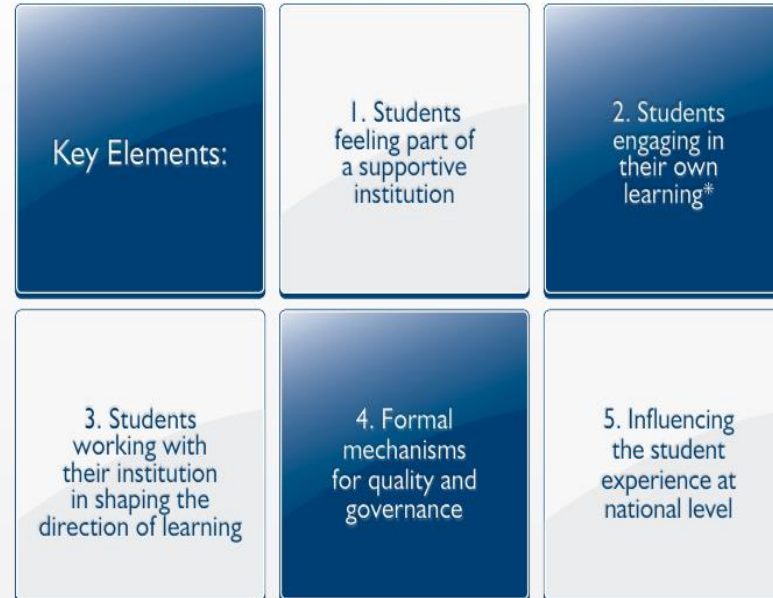 Key Elements:
1. Students
feeling part of
a supportive
institution
2. Students
engaging in
their own
learning*
3. Students
working with
their institution
in shaping the
direction of learning
4. Formal
mechanisms
for quality and
governance
5. Influencing
the student
experience at
national level